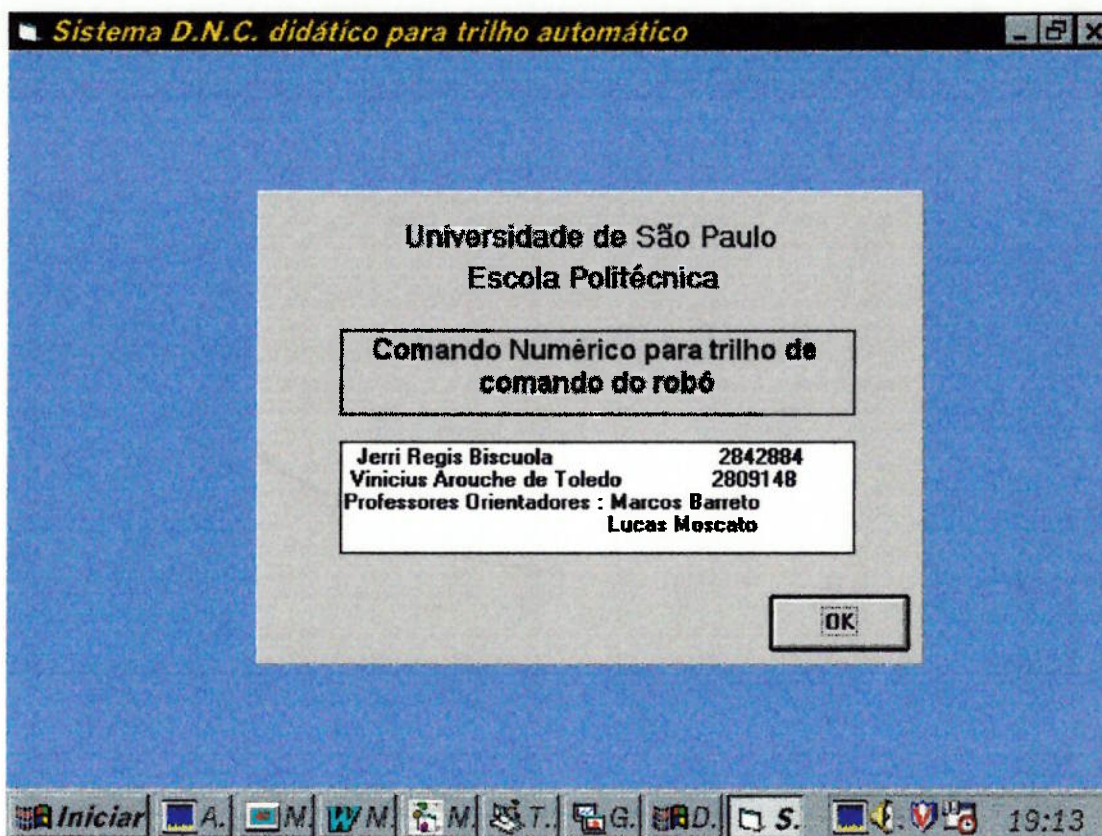 Sistema D.N.C. didático para trilho automático
Universidade de São Paulo
Escola Politécnica
Comando Numérico para trilho de
comando do robô
Jerri Regis Biscuola 2842884
Vinicius Arouche de Toledo 2809148
Professores Orientadores : Marcos Barreto
Lucas Moscato
OK
Iniciar A. M. W M. M. T. G. D. S. 19:13